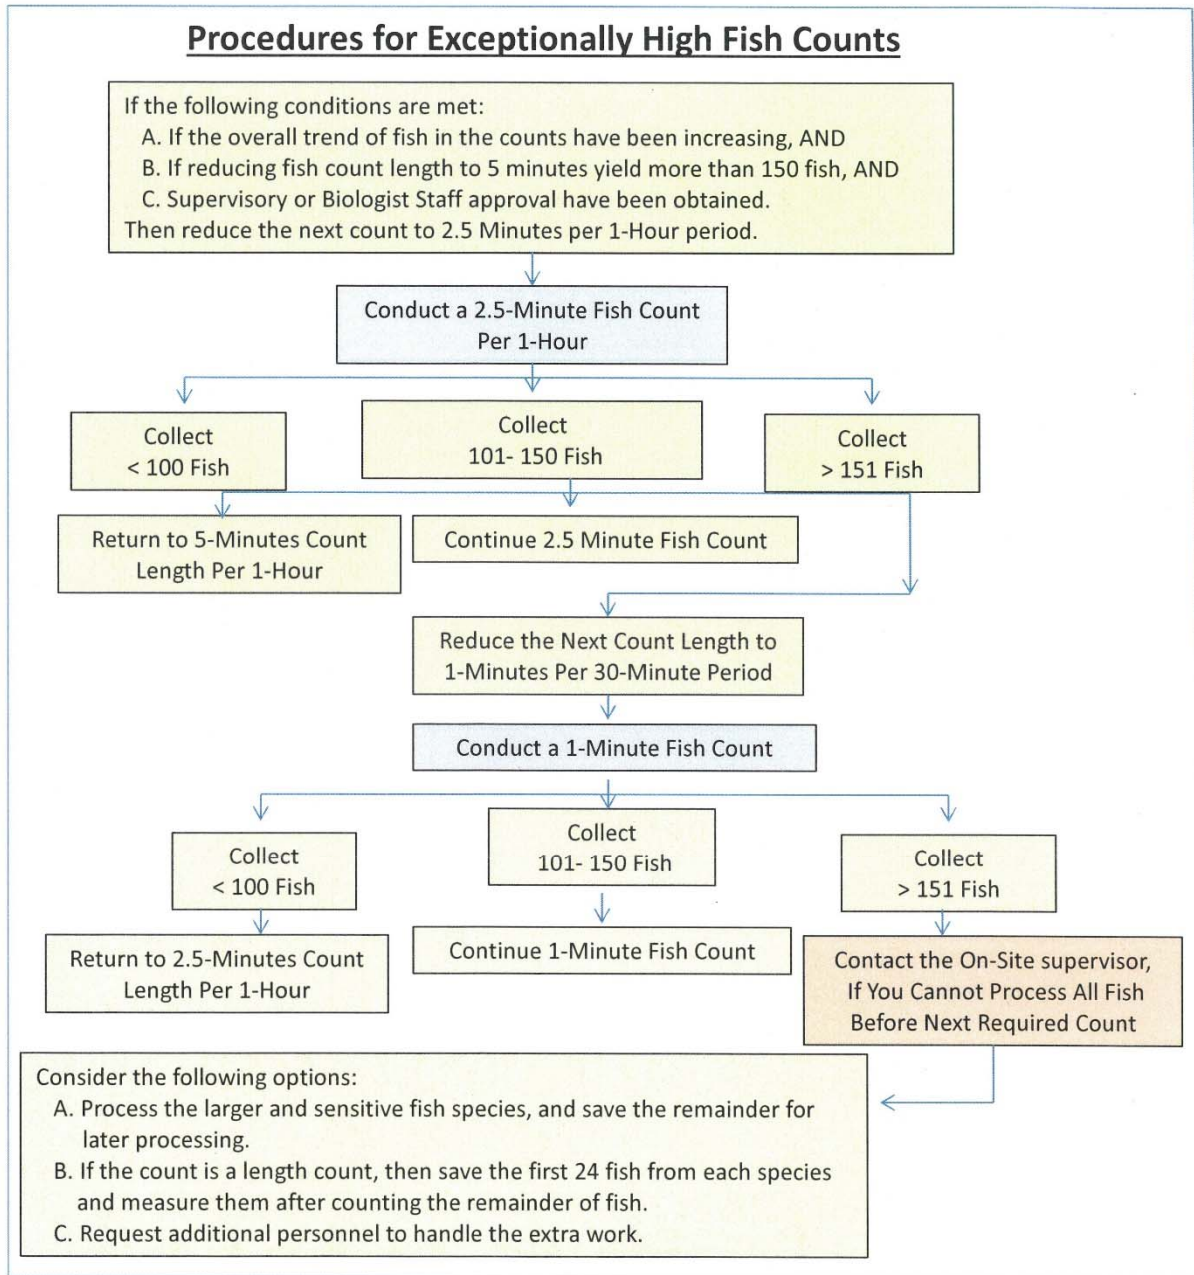 Procedures for Exceptionally High Fish Counts
If the following conditions are met:
A. If the overall trend of fish in the counts have been increasing, AND
B. If reducing fish count length to 5 minutes yield more than 150 fish, AND
C. Supervisory or Biologist Staff approval have been obtained.
Then reduce the next count to 2.5 Minutes per 1-Hour period.
Conduct a 2.5-Minute Fish Count
Per 1-Hour
Collect
< 100 Fish
Collect
101- 150 Fish
Collect
> 151 Fish
Return to 5-Minutes Count
Length Per 1-Hour
Continue 2.5 Minute Fish Count
Reduce the Next Count Length to
1-Minutes Per 30-Minute Period
Conduct a 1-Minute Fish Count
Collect
< 100 Fish
Collect
101- 150 Fish
Collect
> 151 Fish
Return to 2.5-Minutes Count
Length Per 1-Hour
Continue 1-Minute Fish Count
Contact the On-Site supervisor,
If You Cannot Process All Fish
Before Next Required Count
Consider the following options:
A. Process the larger and sensitive fish species, and save the remainder for
later processing.
B. If the count is a length count, then save the first 24 fish from each species
and measure them after counting the remainder of fish.
C. Request additional personnel to handle the extra work.